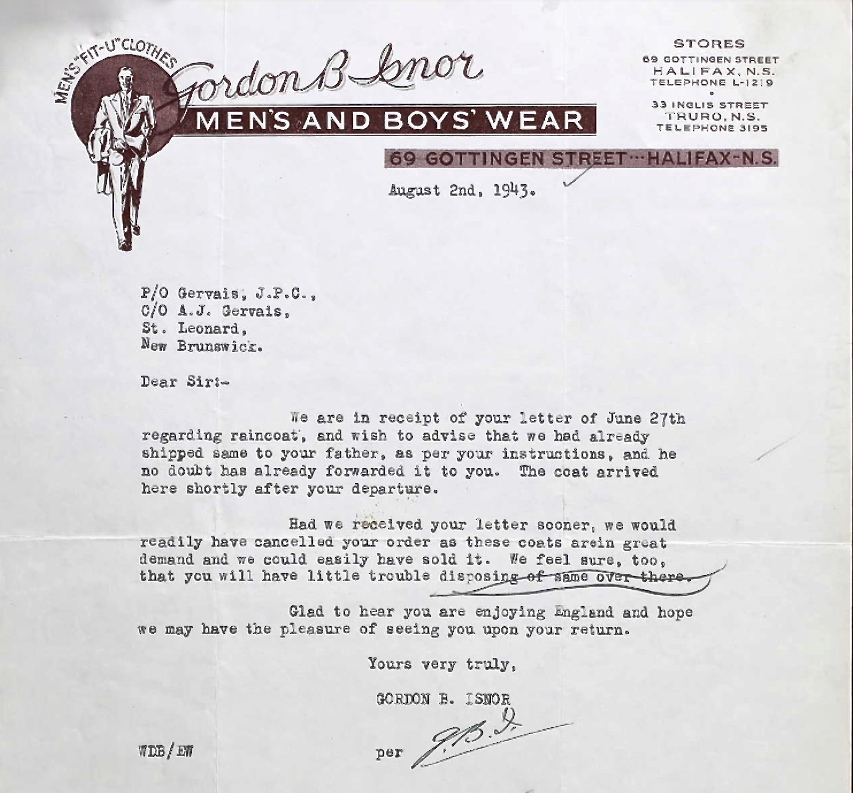 MEN'S "FIT-U" CLOTHES
Gordon B Isnor
MEN'S AND BOYS' WEAR
69 GOTTINGEN STREET---HALIFAX-N.S.
STORES
69 GOTTINGEN STREET
HALIFAX, N.S.
TELEPHONE L-1219
33 INGLIS STREET
TRURO, N.S.
TELEPHONE 3195
August 2nd, 1943.
P/O Gervais, J.P.C.,
C/O A.J. Gervais,
St. Leonard,
New Brunswick.
Dear Sir:-
We are in receipt of your letter of June 27th
regarding raincoat, and wish to advise that we had already
shipped same to your father, as per your instructions, and he
no doubt has already forwarded it to you. The coat arrived
here shortly after your departure.
Had we received your letter sooner, we would
readily have cancelled your order as these coats arein great
demand and we could easily have sold it. We feel sure, too,
that you will have little trouble disposing of same over there.
Glad to hear you are enjoying England and hope
we may have the pleasure of seeing you upon your return.
Yours very truly,
GORDON B. ISNOR
WDB/EW
per G.B.I.